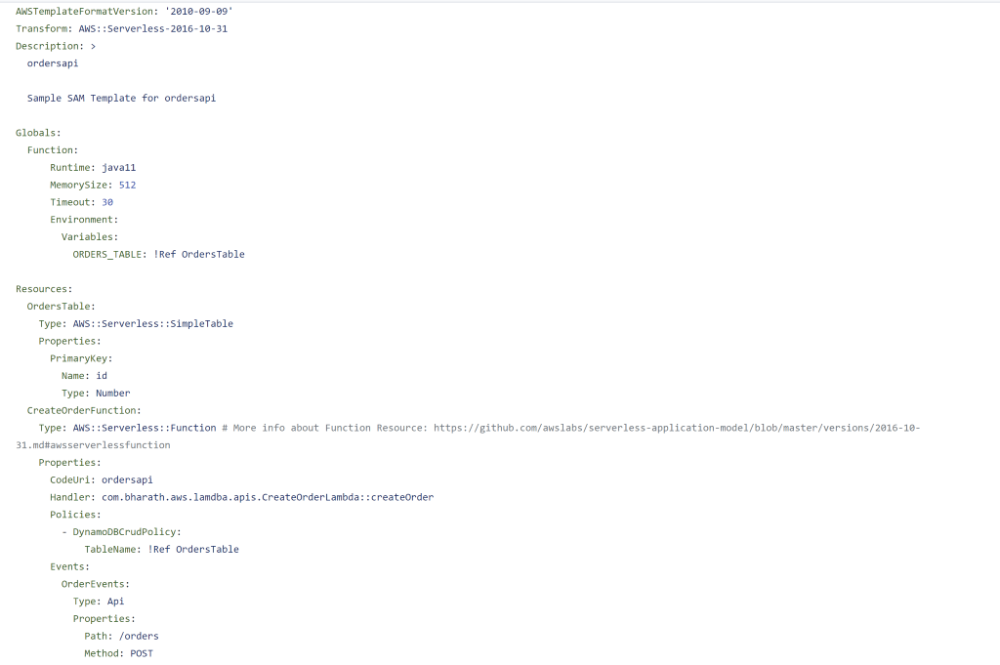 AWSTemplateFormatVersion: '2010-09-09'
Transform: AWS::Serverless-2016-10-31
Description: >
  ordersapi

  Sample SAM Template for ordersapi

Globals:
  Function:
      Runtime: java11
      MemorySize: 512
      Timeout: 30
      Environment:
        Variables:
          ORDERS_TABLE: !Ref OrdersTable

Resources:
  OrdersTable:
    Type: AWS::Serverless::SimpleTable
    Properties:
      PrimaryKey:
        Name: id
        Type: Number
  CreateOrderFunction:
    Type: AWS::Serverless::Function # More info about Function Resource: https://github.com/awslabs/serverless-application-model/blob/master/versions/2016-10-
31.md#awsserverlessfunction
    Properties:
      CodeUri: ordersapi
      Handler: com.bharath.aws.lamdba.apis.CreateOrderLambda::createOrder
      Policies:
        - DynamoDBCrudPolicy:
            TableName: !Ref OrdersTable
      Events:
        OrderEvents:
          Type: Api
          Properties:
            Path: /orders
            Method: POST